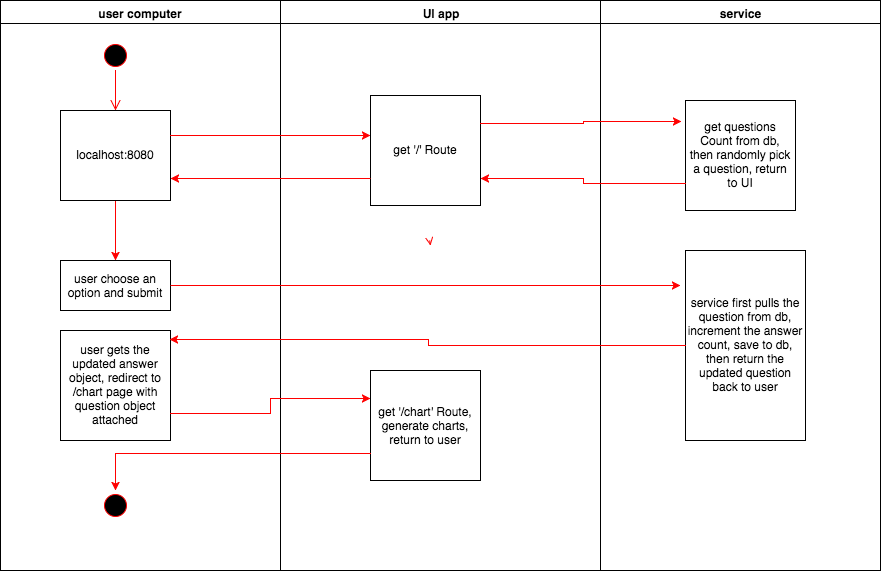 user computer
UI app
service
localhost:8080
get '/' Route
get questions
Count from db,
then randomly pick
a question, return
to UI
user choose an
option and submit
service first pulls the
question from db,
increment the answer
count, save to db,
then return the
updated question
back to user
user gets the
updated answer
object, redirect to
/chart page with
question object
attached
get '/chart' Route,
generate charts,
return to user